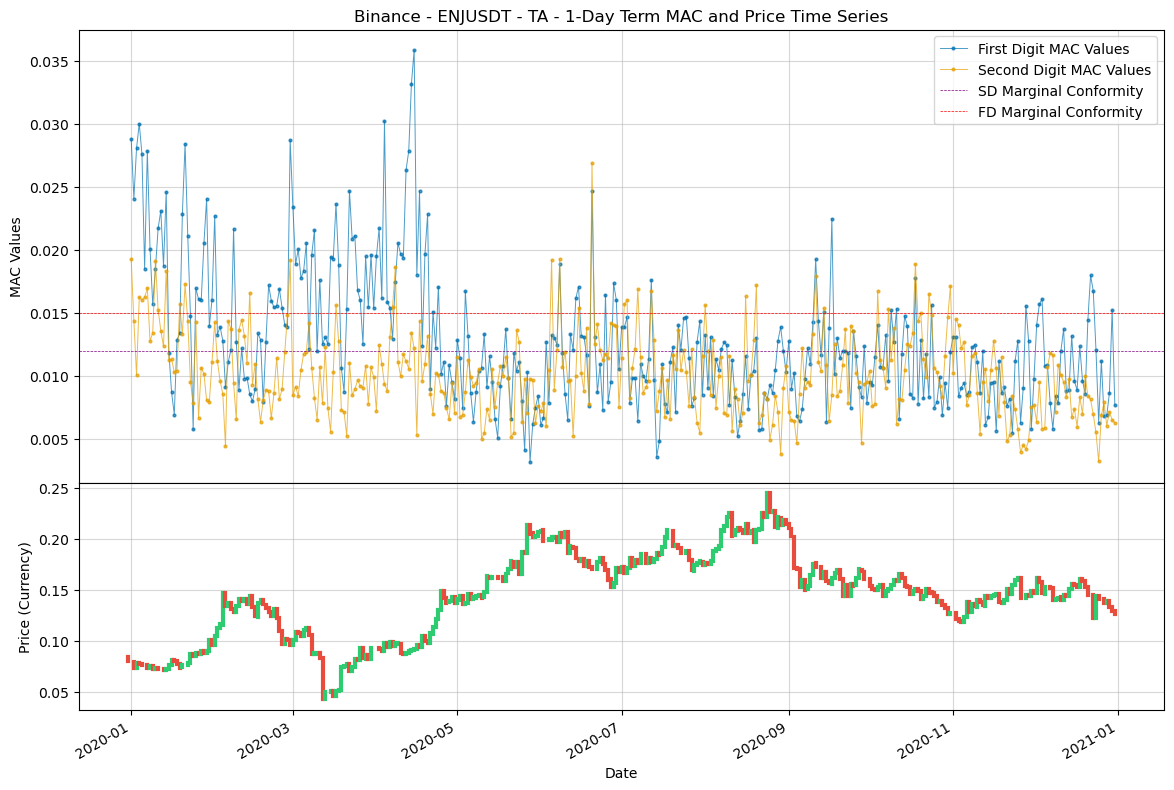 Binance - ENJUSDT - TA - 1-Day Term MAC and Price Time Series
First Digit MAC Values
Second Digit MAC Values
SD Marginal Conformity
FD Marginal Conformity
MAC Values
0.035
0.030
0.025
0.020
0.015
0.010
0.005
Price (Currency)
0.25
0.20
0.15
0.10
0.05
2020-01
2020-03
2020-05
2020-07
2020-09
2020-11
2021-01
Date